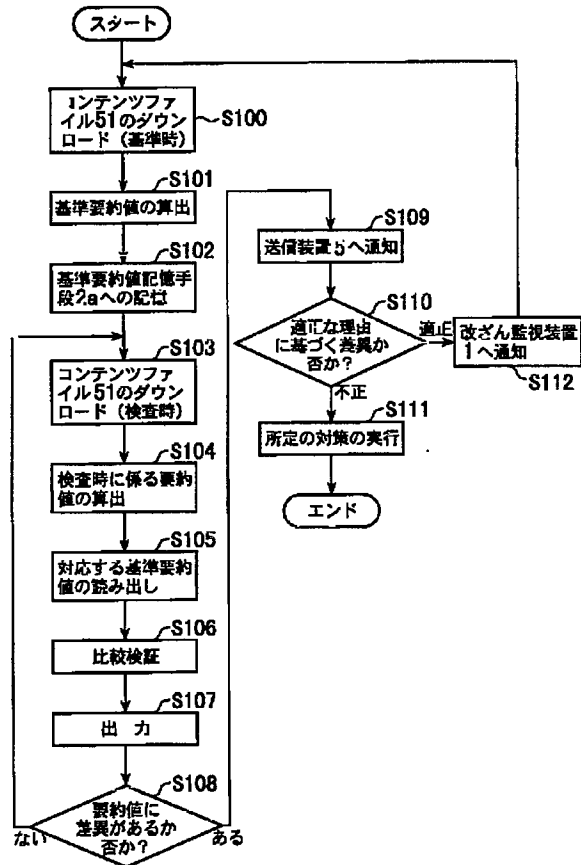 スタート
コンテンツファ
イル51のダウン
ロード(基準時)
S100
S101
基準要約値の算出
S102
基準要約値記憶手
段2aへの記憶
S103
コンテンツファ
イル51のダウン
ロード(検査時)
S104
検査時に係る要約
値の算出
S105
対応する基準要約
値の読み出し
S106
比較検証
S107
出 力
S108
要約値に
差異があるか
否か?
ない
ある
S109
送信装置5へ通知
S110
適正な理由
に基づく差異か
否か?
適正
不正
S111
所定の対策の実行
エンド
改ざん監視装置
1へ通知
S112